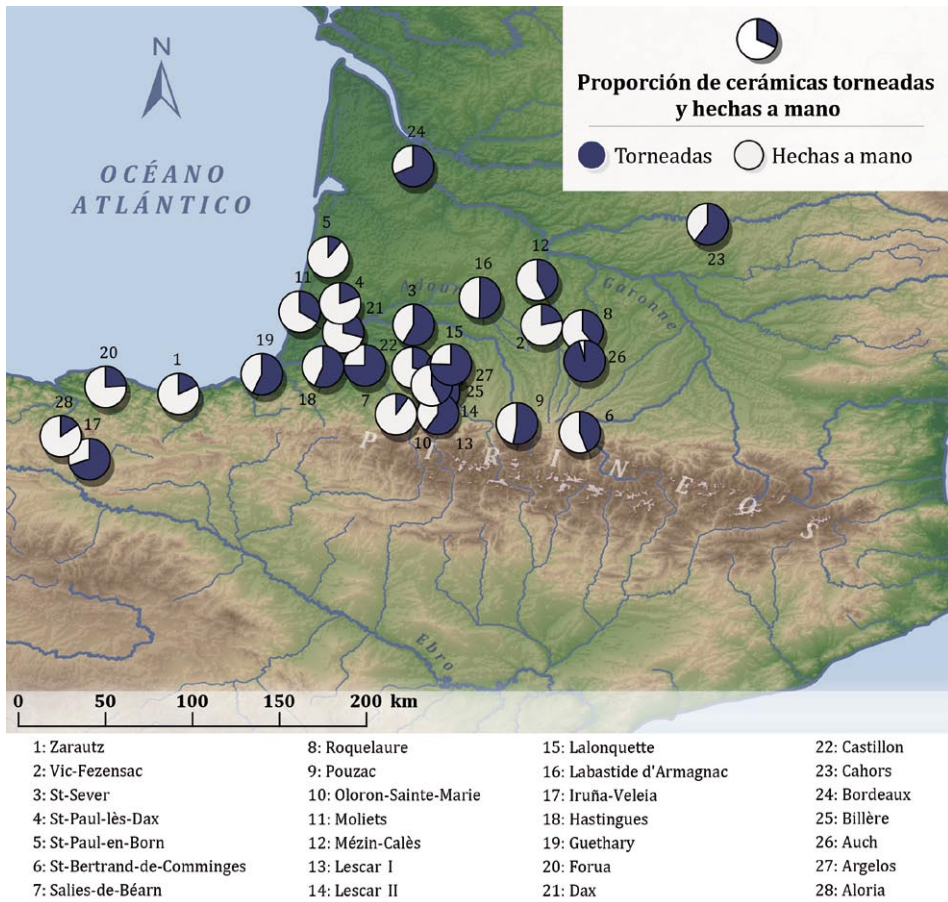 N
OCÉANO
ATLÁNTICO
Proporción de cerámicas torneadas
y hechas a mano
Torneadas
Hechas a mano
24
23
5
12
16
Adour
Garonne
4
11
3
21
8
2
15
26
19
22
20
1
27
18
7
25
28
17
14
9
6
10
13
PIRINEOS
Ebro
0 50 100 150 200 km
1: Zarautz
2: Vic-Fezensac
3: St-Sever
4: St-Paul-lès-Dax
5: St-Paul-en-Born
6: St-Bertrand-de-Comminges
7: Salies-de-Béarn
8: Roquelaure
9: Pouzac
10: Oloron-Sainte-Marie
11: Moliets
12: Mézin-Calès
13: Lescar I
14: Lescar II
15: Lalonquette
16: Labastide d'Armagnac
17: Iruña-Veleia
18: Hastingues
19: Guethary
20: Forua
21: Dax
22: Castillon
23: Cahors
24: Bordeaux
25: Billère
26: Auch
27: Argelos
28: Aloria